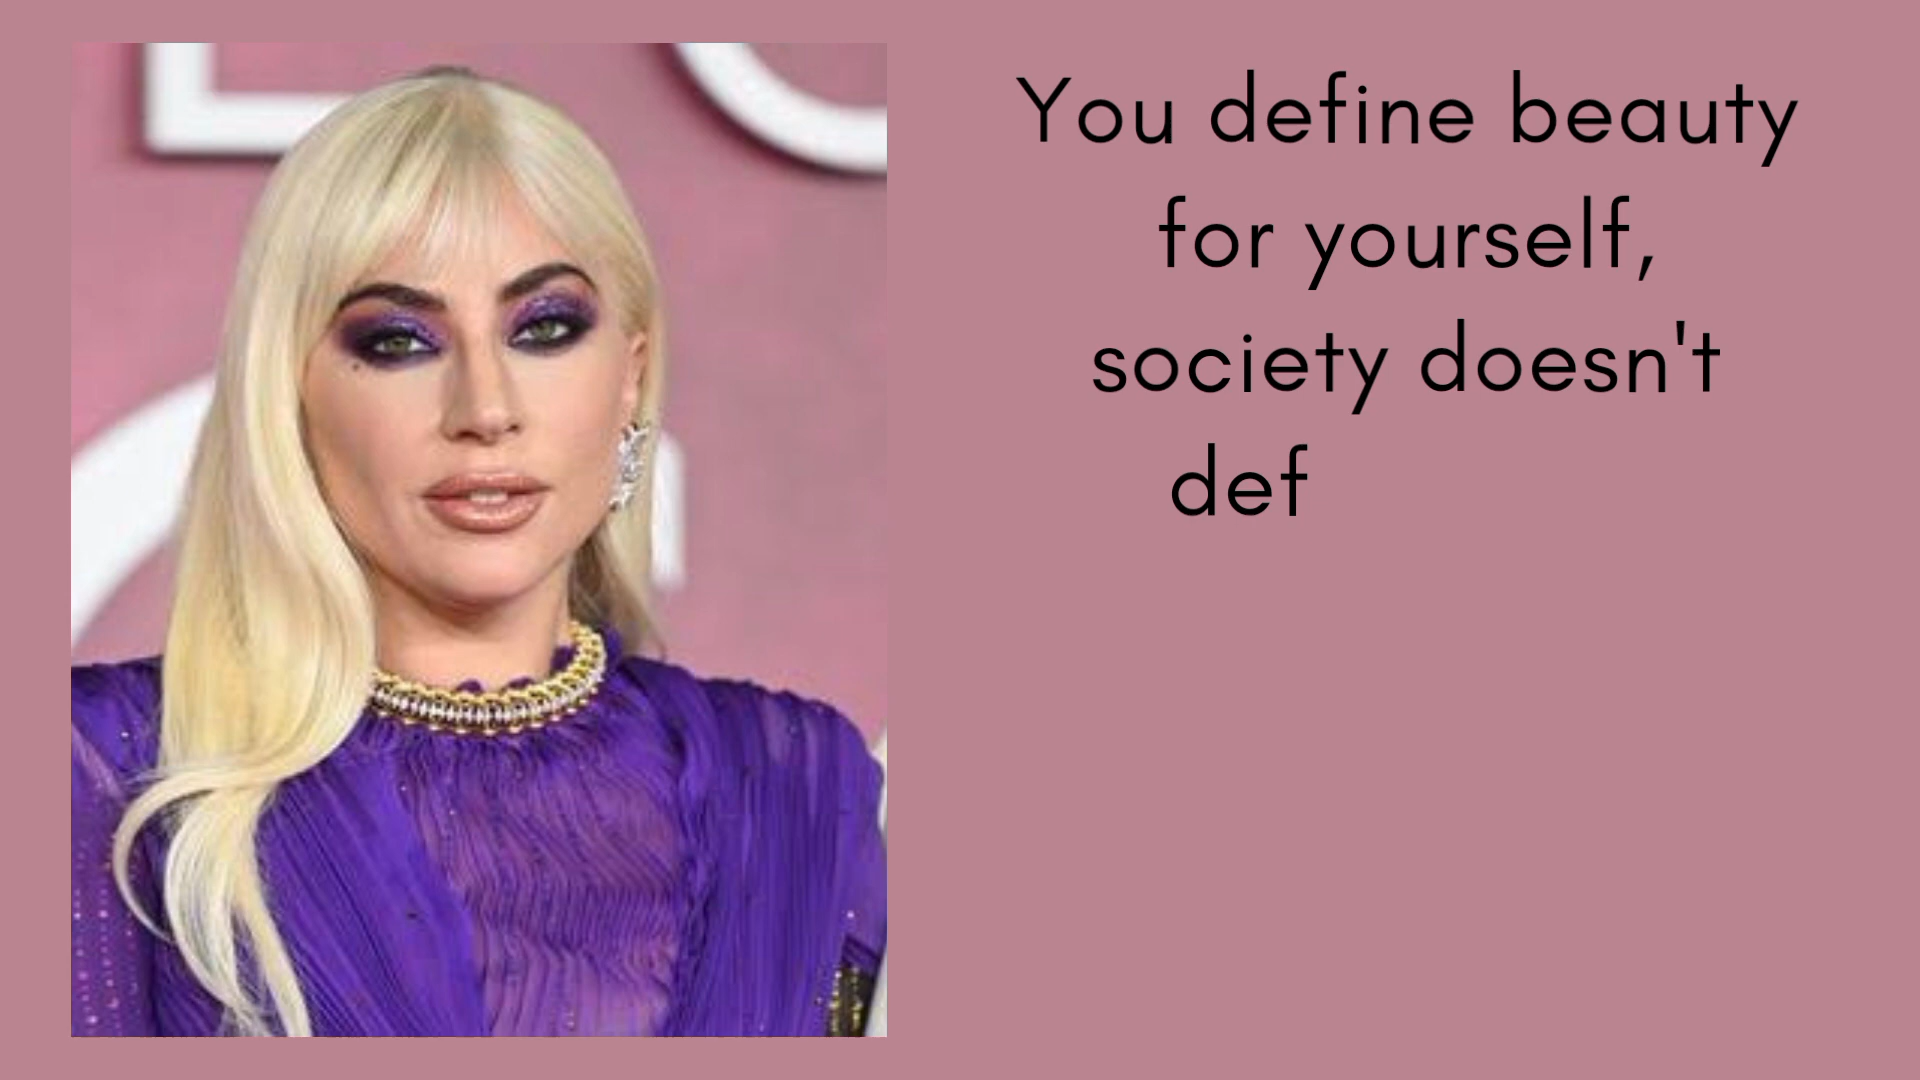 You define beauty
for yourself,
society doesn't
def